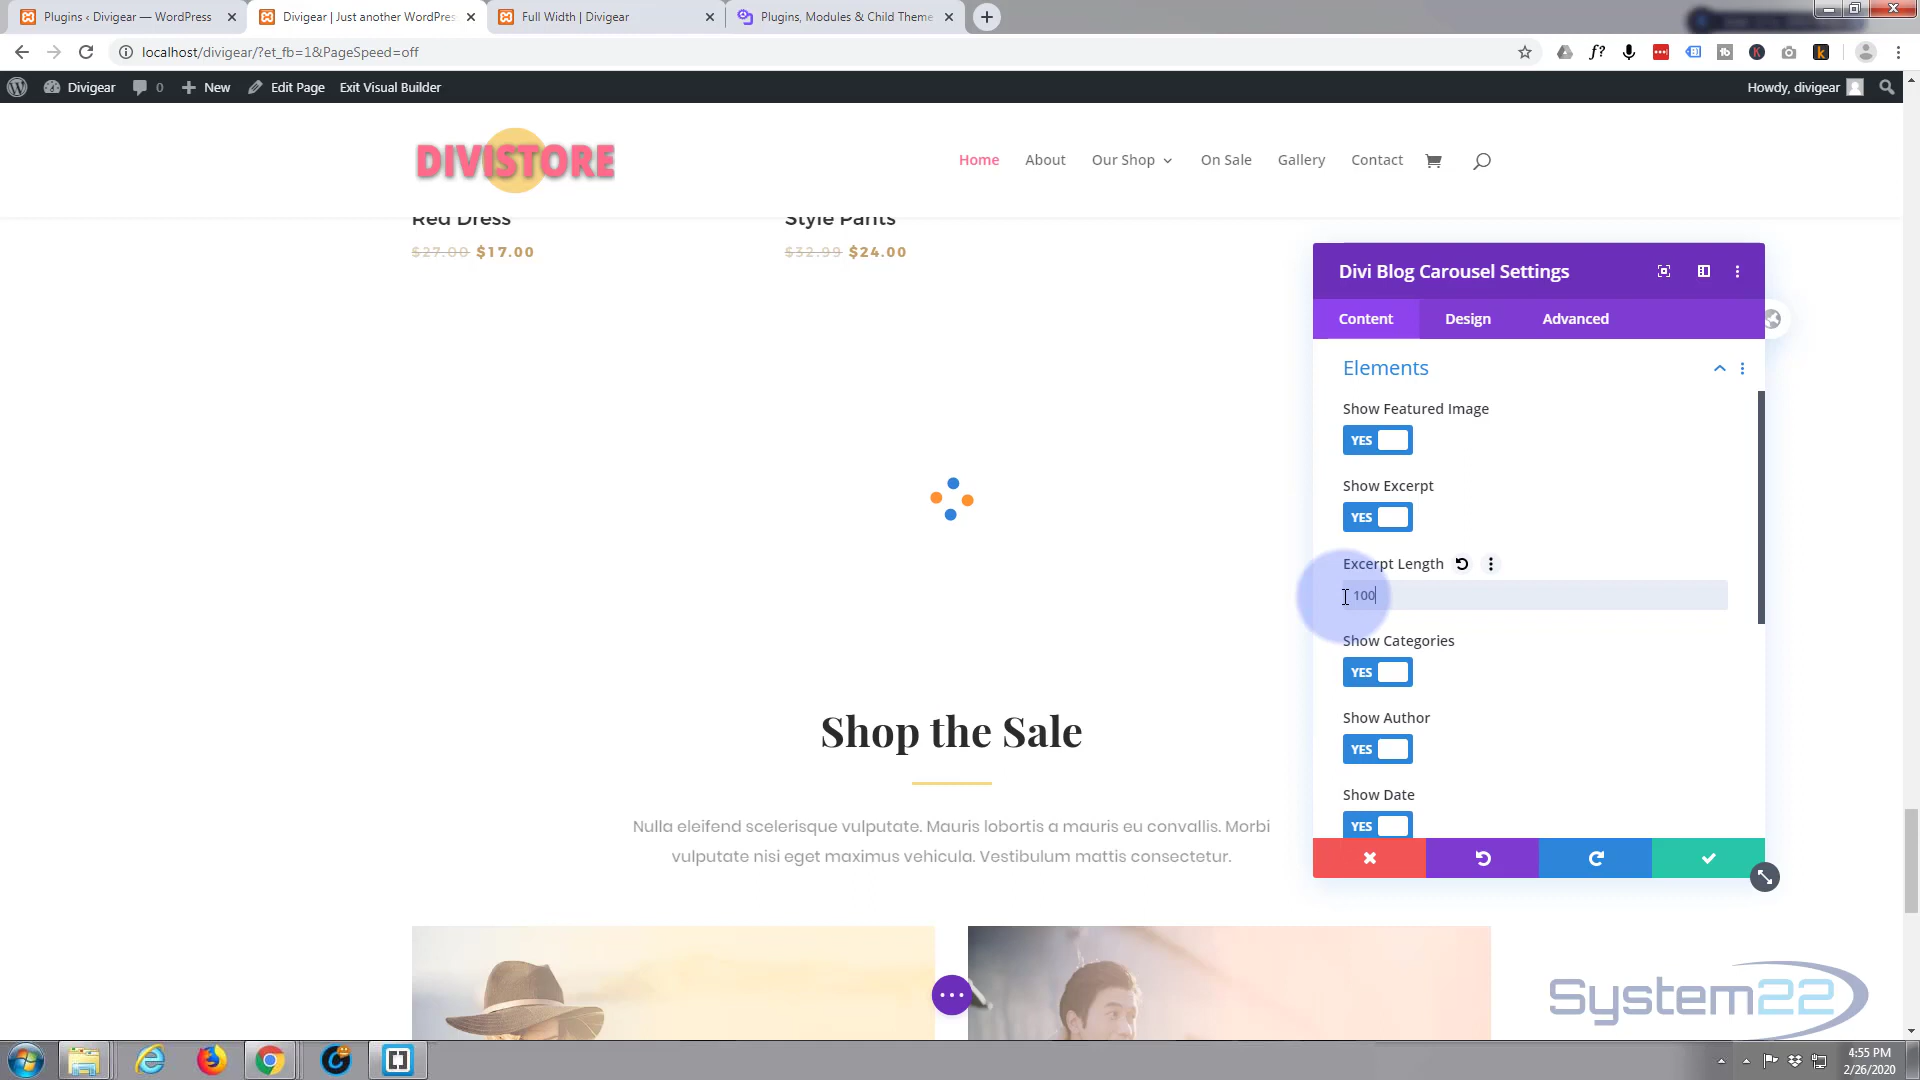 Plugins ‹ Divigear — WordPress
Divigear | Just another WordPres
Full Width | Divigear
Plugins, Modules & Child Theme
localhost/divigear/?et_fb=1&PageSpeed=off
Divigear
0
New
Edit Page
Exit Visual Builder
Howdy, divigear
DIVISTORE
Home
About
Our Shop
On Sale
Gallery
Contact
Red Dress
Style Pants
$27.00 $17.00
$32.99 $24.00
Divi Blog Carousel Settings
Content
Design
Advanced
Elements
Show Featured Image
YES
Show Excerpt
YES
Excerpt Length
100
Show Categories
YES
Show Author
YES
Show Date
YES
Shop the Sale
Nulla eleifend scelerisque vulputate. Mauris lobortis a mauris eu convallis. Morbi
vulputate nisi eget maximus vehicula. Vestibulum mattis consectetur.
System22
4:55 PM
2/26/2020